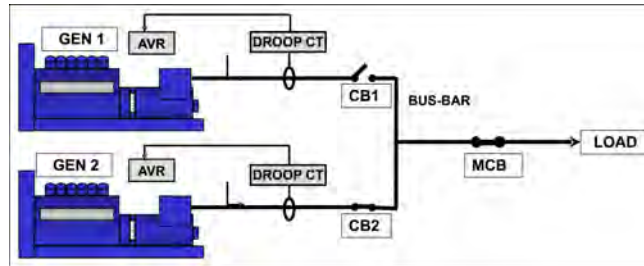 GEN 1
AVR
DROOP CT
CB1
BUS-BAR
MCB
LOAD
GEN 2
AVR
DROOP CT
CB2